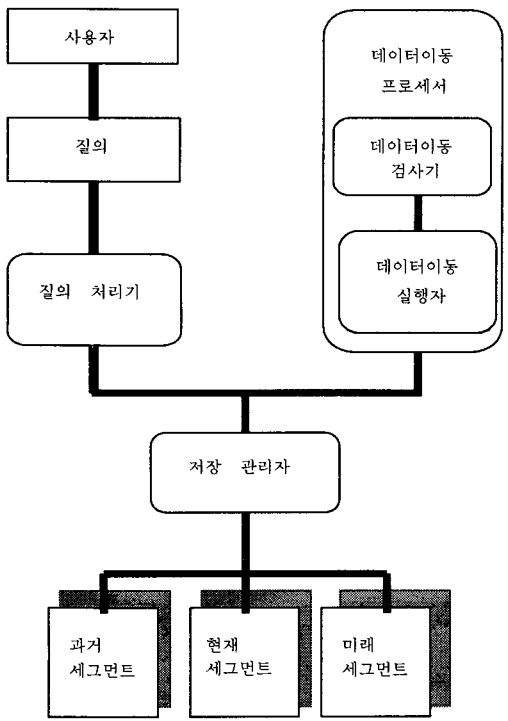 사용자
질의
질의 처리기
데이터이동
프로세서
데이터이동
검사기
데이터이동
실행자
저장 관리자
과거
세그먼트
현재
세그먼트
미래
세그먼트